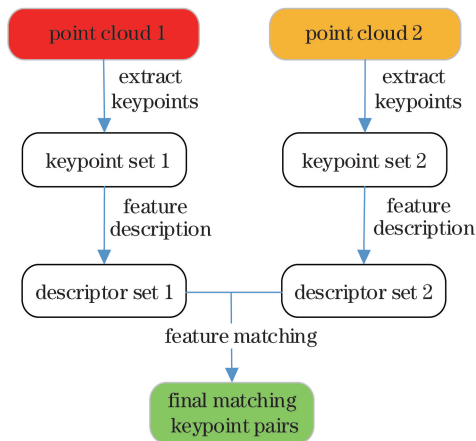 point cloud 1
point cloud 2
extract
keypoints
extract
keypoints
keypoint set 1
keypoint set 2
feature
description
feature
description
descriptor set 1
descriptor set 2
feature matching
final matching
keypoint pairs